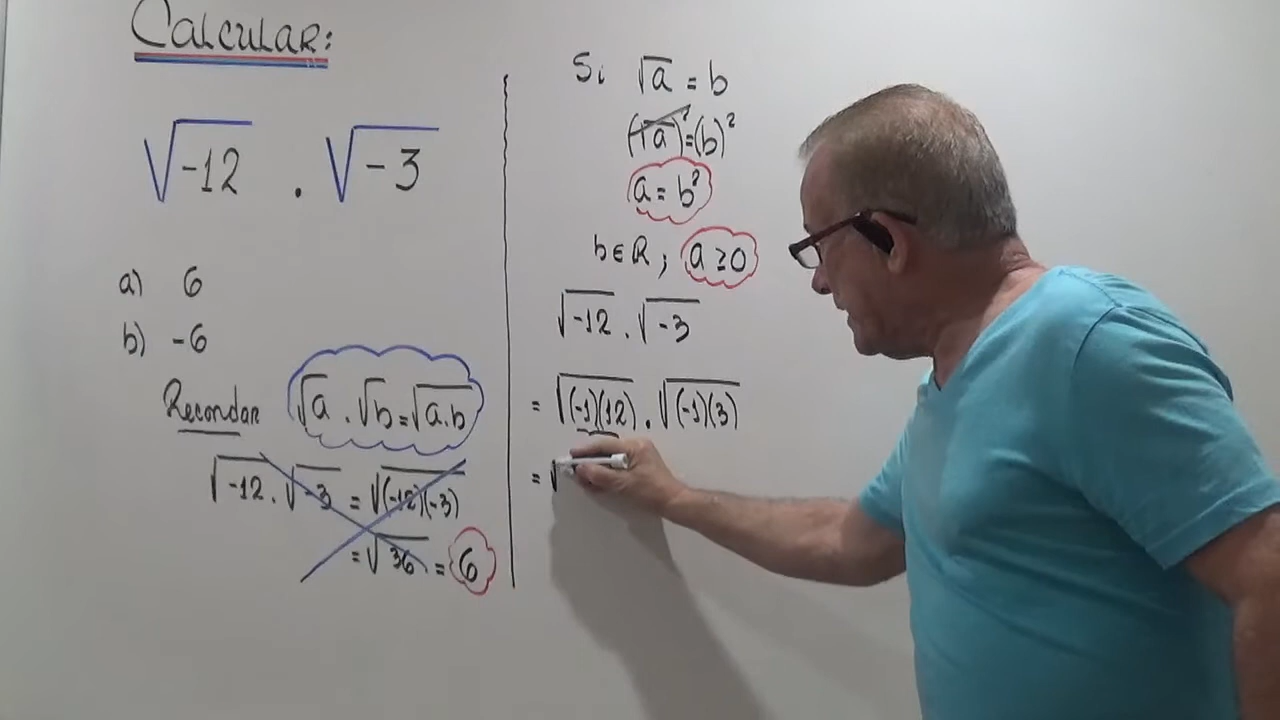 CALCULAR:
√-12 . √-3
a) 6
b) -6
Recordar √a . √b = √a.b
√-12 . √-3 = √(-12)(-3)
= √36 = 6
Si √a = b
(√a)² = (b)²
a = b²
b ∈ R ; a ≥ 0
√-12 . √-3
= √(-1)(12) . √(-1)(3)
= √